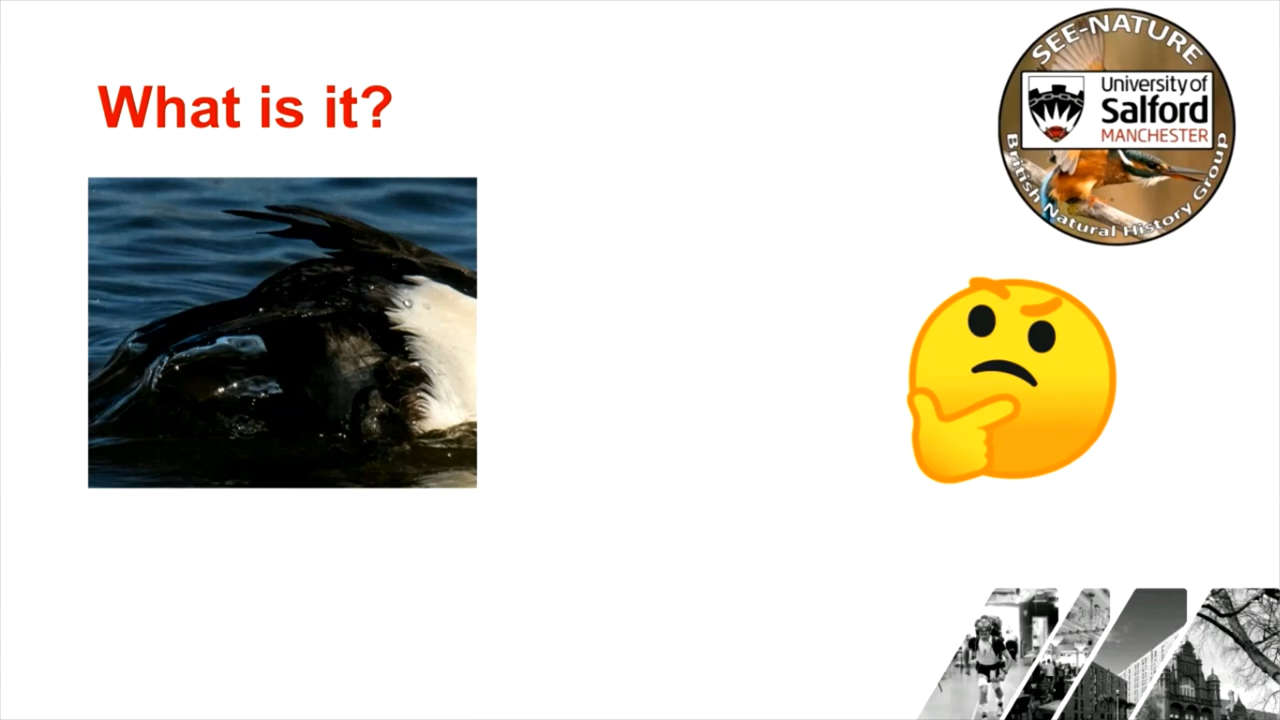 What is it?
SEE-NATURE
University of
Salford
MANCHESTER
British Natural History Group